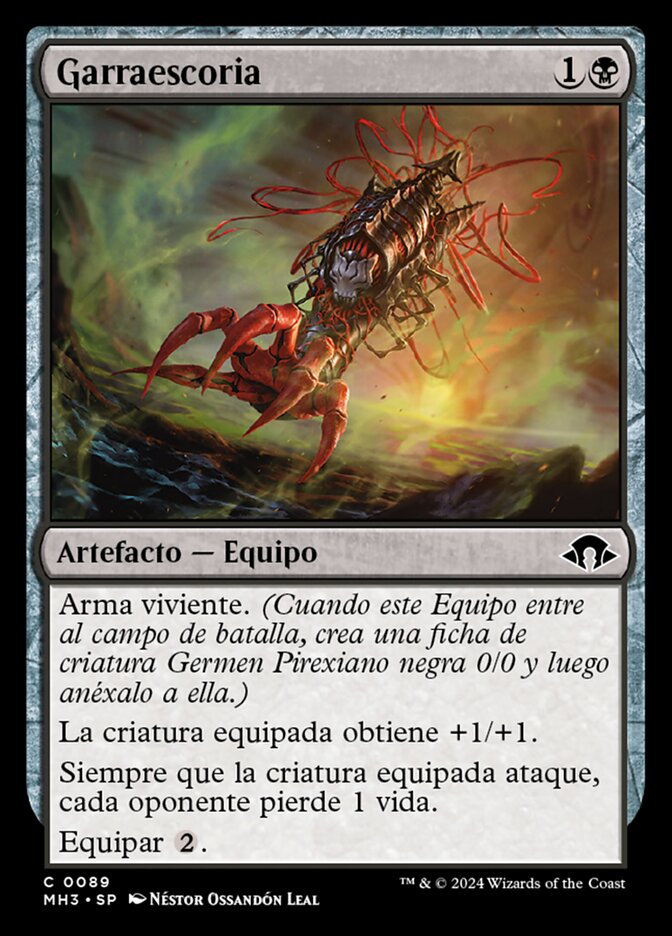 Garraescoria 1
Artefacto — Equipo
Arma viviente. (Cuando este Equipo entre
al campo de batalla, crea una ficha de
criatura Germen Pirexiano negra 0/0 y luego
anéxalo a ella.)
La criatura equipada obtiene +1/+1.
Siempre que la criatura equipada ataque,
cada oponente pierde 1 vida.
Equipar 2.
C 0089
MH3 • SP Néstor Ossandón Leal
™ & © 2024 Wizards of the Coast